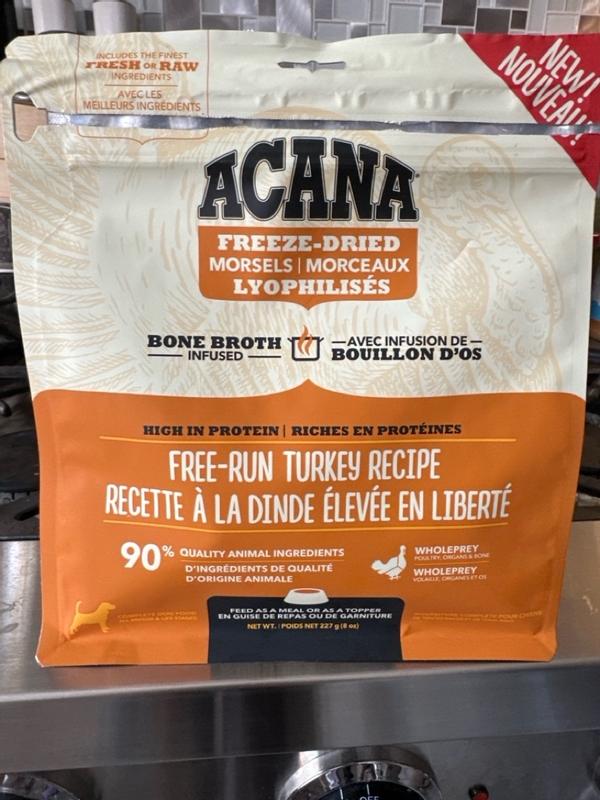 INCLUDES THE FINEST
FRESH OR RAW
INGREDIENTS
AVEC LES
MEILLEURS INGRÉDIENTS
NEW!
NOUVEAU!
ACANA
FREEZE-DRIED
MORSELS | MORCEAUX
LYOPHILISÉS
BONE BROTH
INFUSED
AVEC INFUSION DE
BOUILLON D'OS
HIGH IN PROTEIN | RICHES EN PROTÉINES
FREE-RUN TURKEY RECIPE
RECETTE À LA DINDE ÉLEVÉE EN LIBERTÉ
90% QUALITY ANIMAL INGREDIENTS
D'INGRÉDIENTS DE QUALITÉ
D'ORIGINE ANIMALE
WHOLEPREY
POULTRY, ORGANS & BONE
WHOLEPREY
VOLAILLE, ORGANES ET OS
FEED AS A MEAL OR AS A TOPPER
EN GUISE DE REPAS OU DE GARNITURE
NET WT. | POIDS NET 227 g (8 oz)
OFF